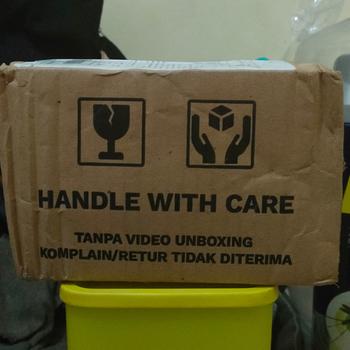 HANDLE WITH CARE
TANPA VIDEO UNBOXING
KOMPLAIN/RETUR TIDAK DITERIMA